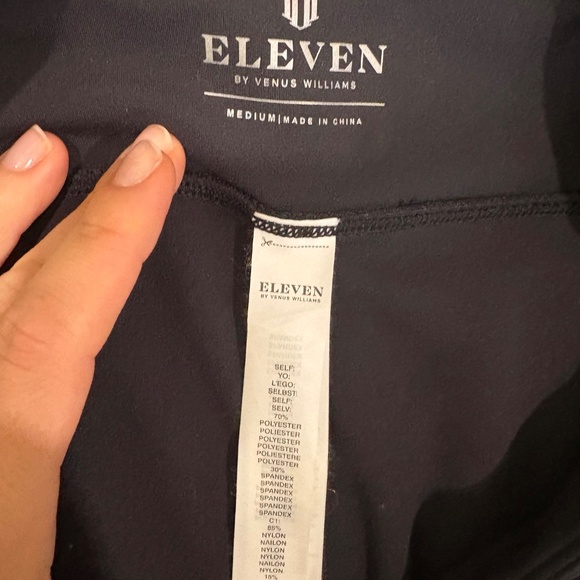 ELEVEN
BY VENUS WILLIAMS
MEDIUM|MADE IN CHINA
ELEVEN
BY VENUS WILLIAMS
SELF:
YO:
L'EGO:
SELBST:
SELF:
SELV:
70%
POLYESTER
POLIESTER
POLYESTER
POLYESTER
POLIESTERE
POLYESTER
30%
SPANDEX
SPANDEX
SPANDEX
SPANDEX
SPANDEX
SPANDEX
C1:
85%
NYLON
NAILON
NYLON
NYLON
NAILON
NYLON
15%